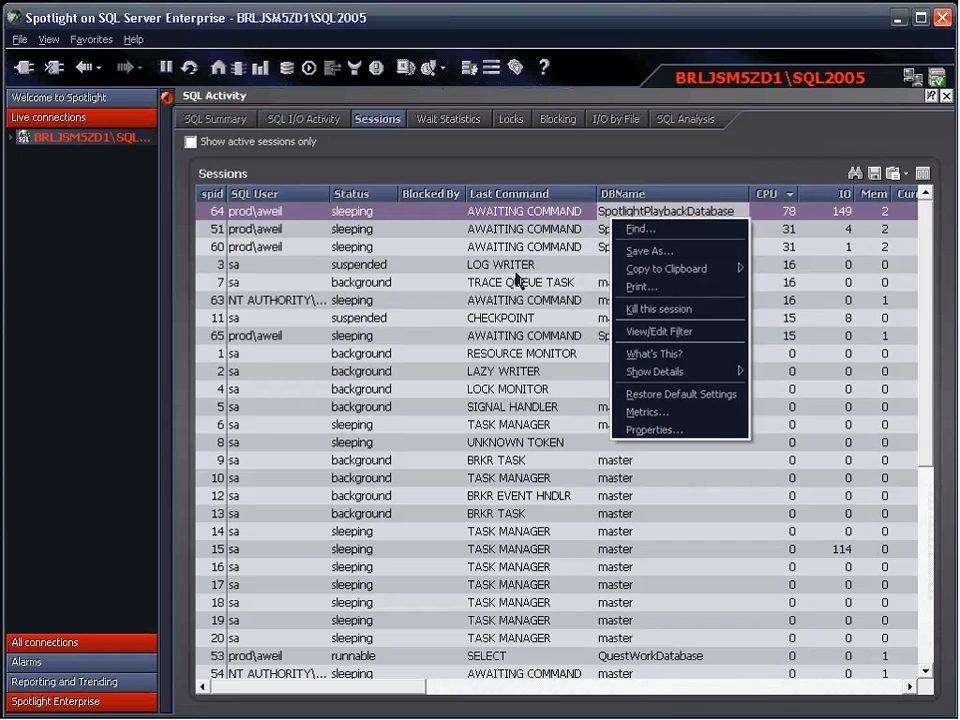 Spotlight on SQL Server Enterprise - BRLJSM5ZD1\SQL2005
File View Favorites Help
BRLJSM5ZD1\SQL2005
Welcome to Spotlight
Live connections
BRLJSM5ZD1\SQL...
SQL Activity
SQL Summary SQL I/O Activity Sessions Wait Statistics Locks Blocking I/O by File SQL Analysis
Show active sessions only
Sessions
spid SQL User Status Blocked By Last Command DBName CPU IO Mem Curr
64 prod\aweil sleeping AWAITING COMMAND SpotlightPlaybackDatabase 78 149 2
51 prod\aweil sleeping AWAITING COMMAND Sp 31 4 2
60 prod\aweil sleeping AWAITING COMMAND Sp 31 1 2
3 sa suspended LOG WRITER 16 0 0
7 sa background TRACE QUEUE TASK m 16 0 0
63 NT AUTHORITY\... sleeping AWAITING COMMAND m 16 0 1
11 sa suspended CHECKPOINT m 15 8 0
65 prod\aweil sleeping AWAITING COMMAND Sp 15 0 1
1 sa background RESOURCE MONITOR 0 0 0
2 sa background LAZY WRITER 0 0 0
4 sa background LOCK MONITOR 0 0 0
5 sa background SIGNAL HANDLER m 0 0 0
6 sa sleeping TASK MANAGER m 0 0 0
8 sa sleeping UNKNOWN TOKEN 0 0 0
9 sa background BRKR TASK master 0 0 0
10 sa background TASK MANAGER master 0 0 0
12 sa background BRKR EVENT HNDLR master 0 0 0
13 sa background BRKR TASK master 0 0 0
14 sa sleeping TASK MANAGER master 0 0 0
15 sa sleeping TASK MANAGER master 0 114 0
16 sa sleeping TASK MANAGER master 0 0 0
17 sa sleeping TASK MANAGER master 0 0 0
18 sa sleeping TASK MANAGER master 0 0 0
19 sa sleeping TASK MANAGER master 0 0 0
20 sa sleeping TASK MANAGER master 0 0 0
53 prod\aweil runnable SELECT QuestWorkDatabase 0 0 1
54 NT AUTHORITY\... sleeping AWAITING COMMAND master 0 0 1
Find...
Save As...
Copy to Clipboard
Print...
Kill this session
View/Edit Filter
What's This?
Show Details
Restore Default Settings
Metrics...
Properties...
All connections
Alarms
Reporting and Trending
Spotlight Enterprise